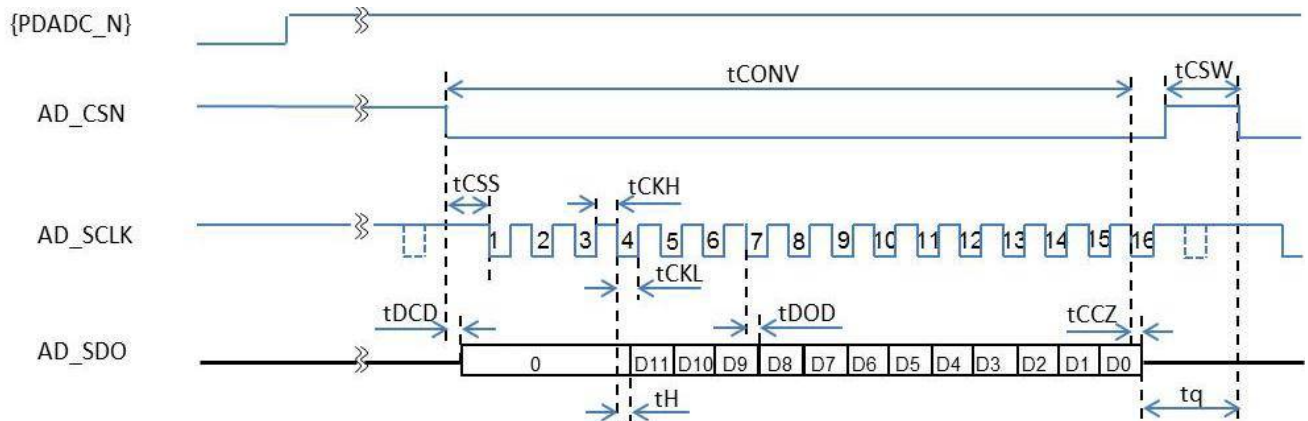 {PDADC_N}
tCONV tCSW
AD_CSN
tCSS tCKH
AD_SCLK 1 2 3 4 5 6 7 8 9 10 11 12 13 14 15 16
tCKL
tDCD tDOD tCCZ
AD_SDO 0 D11 D10 D9 D8 D7 D6 D5 D4 D3 D2 D1 D0
tH tq